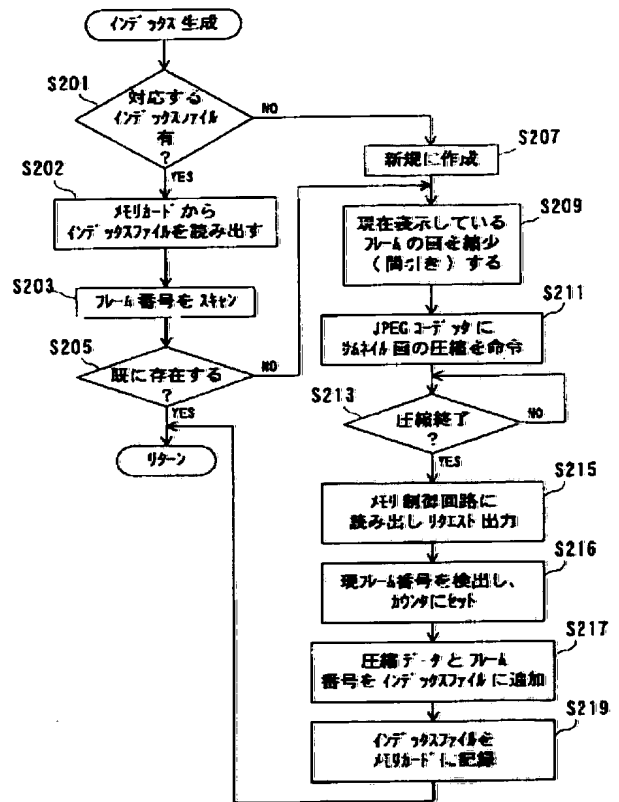 インデックス 生成
S201
対応する
インデックスファイル
有
?
NO
YES
S202
メモリカードから
インデックスファイルを読み出す
S203
フレーム番号をスキャン
S205
既に存在する
?
NO
YES
リターン
S207
新規に作成
S209
現在表示している
フレームの画を縮少
(間引き)する
S211
JPEGコーデックに
サムネイル画の圧縮を命令
S213
圧縮終了
?
NO
YES
S215
メモリ制御回路に
読み出しリクエスト出力
S216
現フレーム番号を検出し、
カウンタにセット
S217
圧縮データとフレーム
番号をインデックスファイルに追加
S219
インデックスファイルを
メモリカードに記録